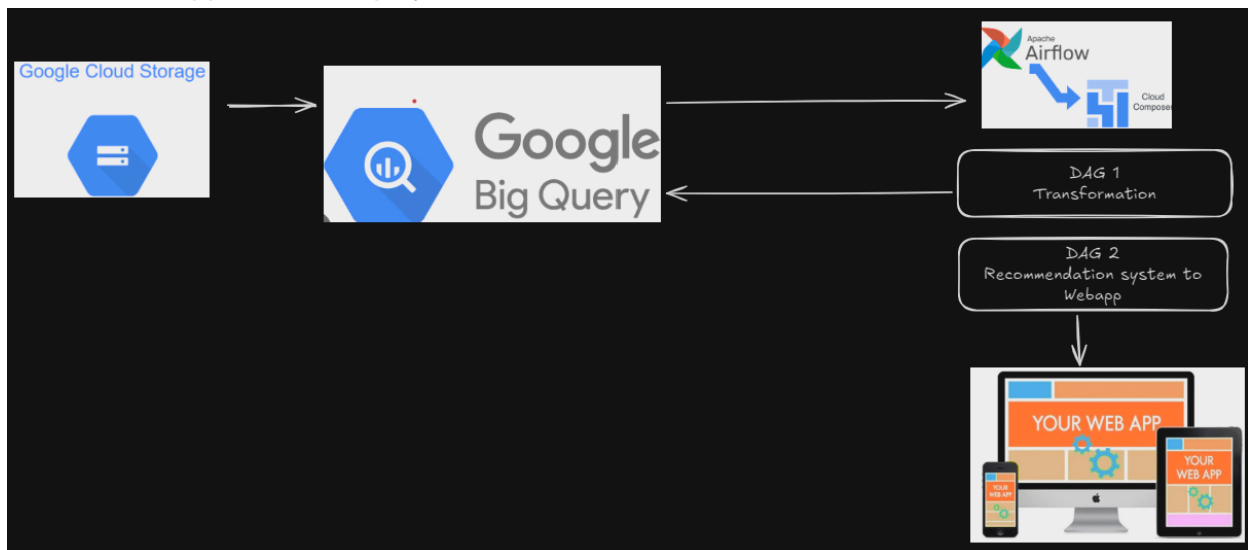 Google Cloud Storage
Google
Big Query
Apache
Airflow
Cloud
Composer
DAG 1
Transformation
DAG 2
Recommendation system to
Webapp
YOUR WEB APP
YOUR
WEB APP
YOUR
WEB APP